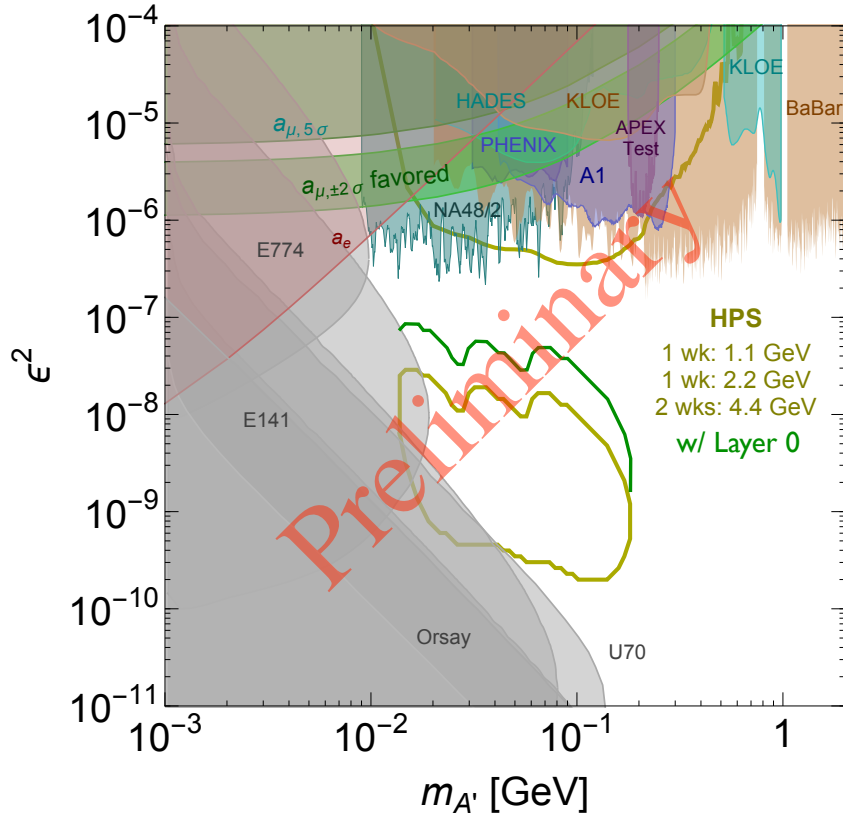 10⁻⁴
10⁻⁵
10⁻⁶
10⁻⁷
10⁻⁸
10⁻⁹
10⁻¹⁰
10⁻¹¹
ϵ²
10⁻³
10⁻²
10⁻¹
1
m_A' [GeV]
HADES
KLOE
KLOE
BaBar
a_μ, 5 σ
PHENIX
APEX
Test
A1
a_μ,±2 σ favored
NA48/2
a_e
E774
E141
Orsay
U70
HPS
1 wk: 1.1 GeV
1 wk: 2.2 GeV
2 wks: 4.4 GeV
w/ Layer 0
Preliminary